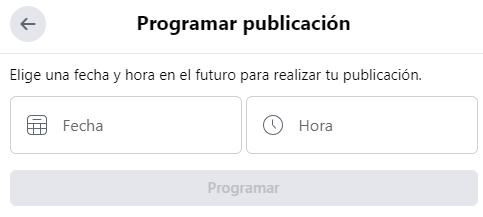 Programar publicación
Elige una fecha y hora en el futuro para realizar tu publicación.
Fecha
Hora
Programar